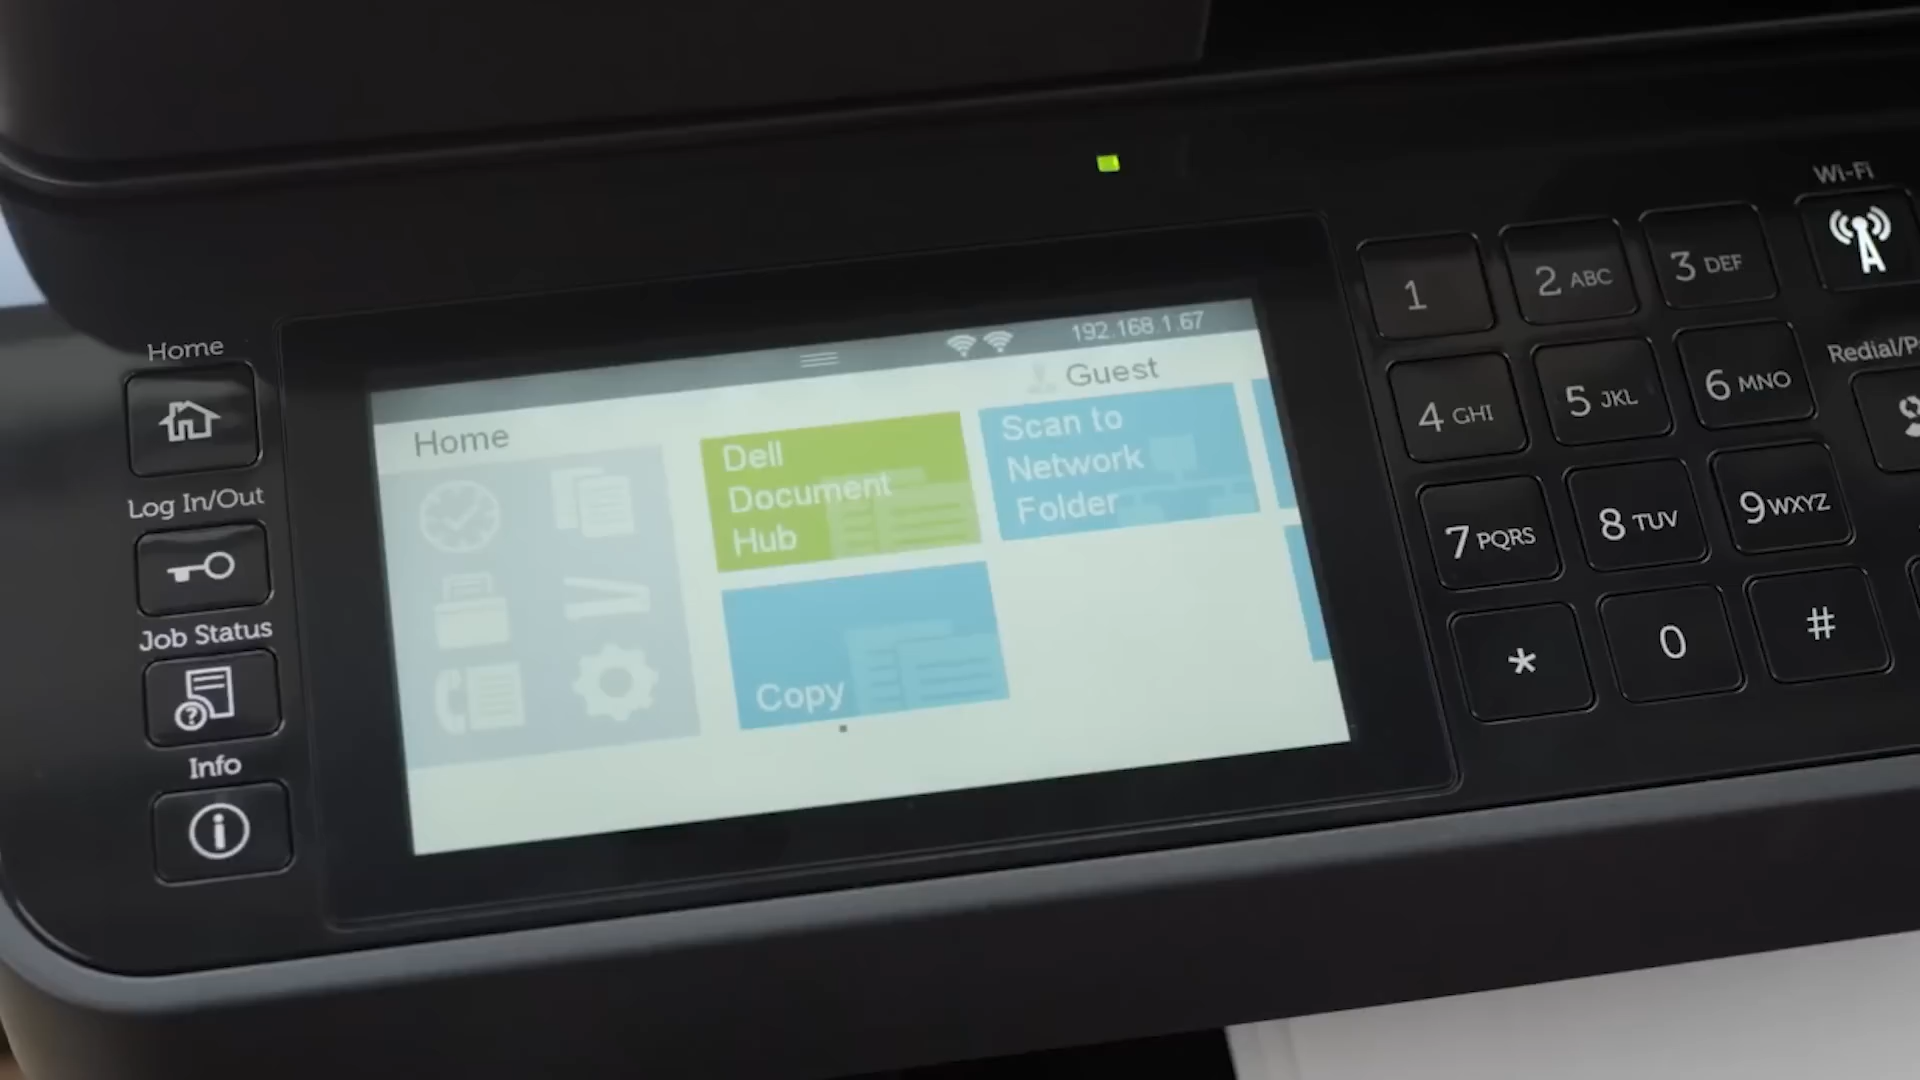 Wi-Fi
192.168.1.67
Guest
Home
Home
Log In/Out
Job Status
Info
Dell
Document
Hub
Scan to
Network
Folder
Copy
1
2 ABC
3 DEF
4 GHI
5 JKL
6 MNO
7 PQRS
8 TUV
9 WXYZ
*
0
#
Redial/P